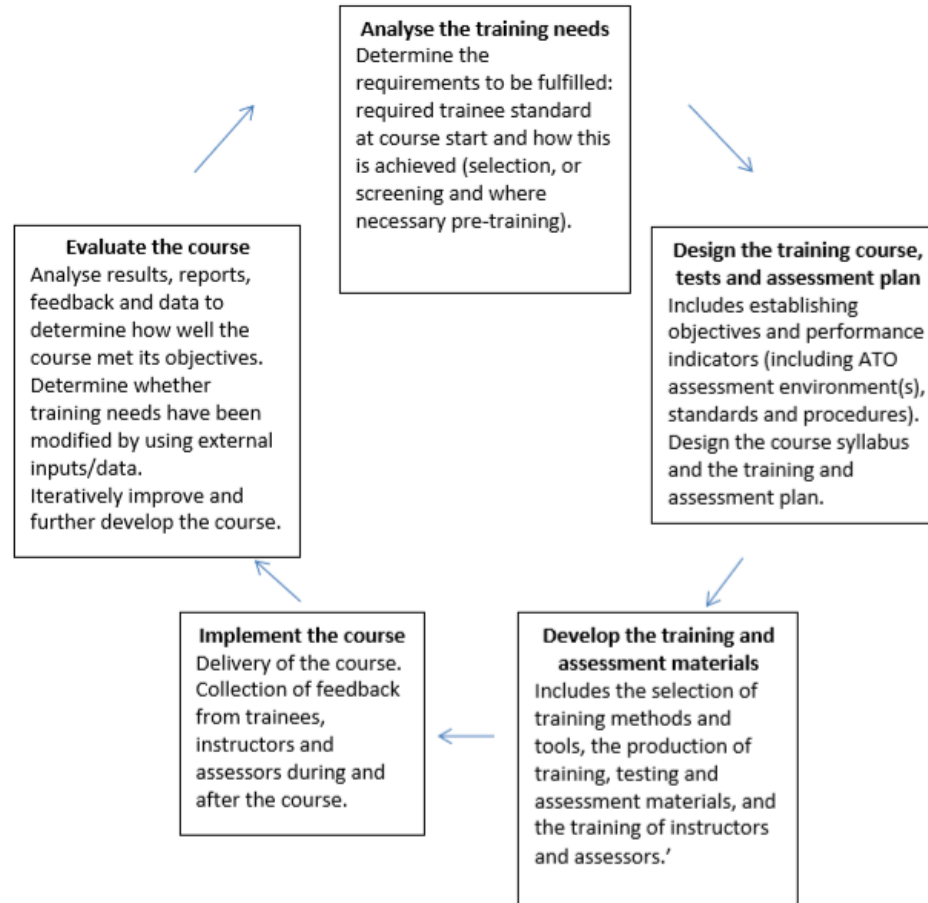 Analyse the training needs
Determine the
requirements to be fulfilled:
required trainee standard
at course start and how this
is achieved (selection, or
screening and where
necessary pre-training).
Design the training course,
tests and assessment plan
Includes establishing
objectives and performance
indicators (including ATO
assessment environment(s),
standards and procedures).
Design the course syllabus
and the training and
assessment plan.
Develop the training and
assessment materials
Includes the selection of
training methods and
tools, the production of
training, testing and
assessment materials, and
the training of instructors
and assessors.’
Implement the course
Delivery of the course.
Collection of feedback
from trainees,
instructors and
assessors during and
after the course.
Evaluate the course
Analyse results, reports,
feedback and data to
determine how well the
course met its objectives.
Determine whether
training needs have been
modified by using external
inputs/data.
Iteratively improve and
further develop the course.